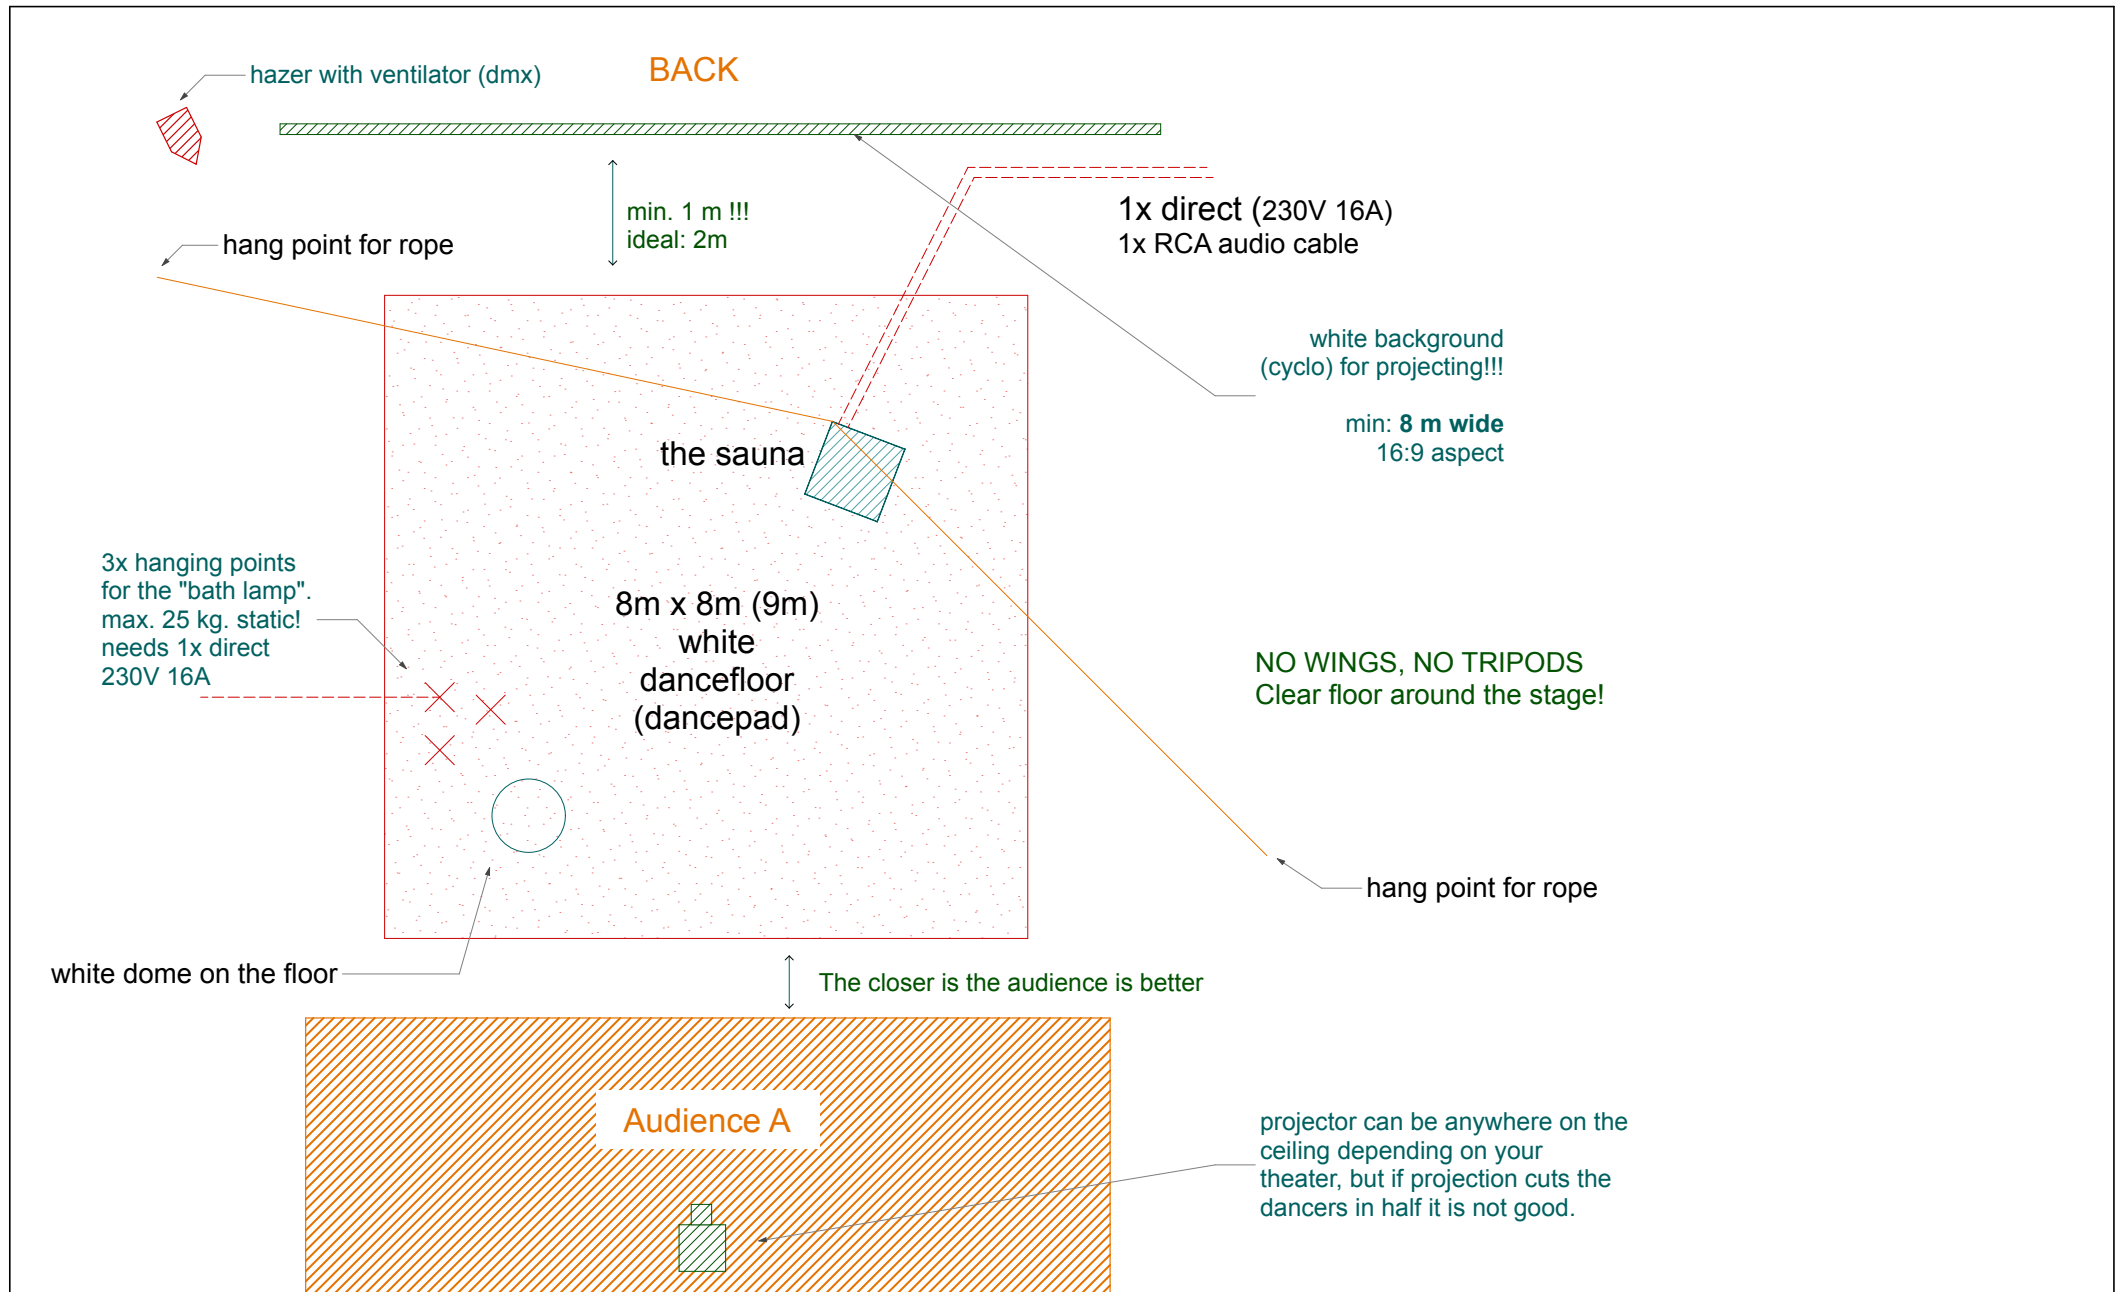 hazer with ventilator (dmx)
BACK
min. 1 m !!!
ideal: 2m
1x direct (230V 16A)
1x RCA audio cable
hang point for rope
white background
(cyclo) for projecting!!!
min: 8 m wide
16:9 aspect
the sauna
3x hanging points
for the "bath lamp".
max. 25 kg. static!
needs 1x direct
230V 16A
8m x 8m (9m)
white
dancefloor
(dancepad)
NO WINGS, NO TRIPODS
Clear floor around the stage!
hang point for rope
white dome on the floor
The closer is the audience is better
Audience A
projector can be anywhere on the
ceiling depending on your
theater, but if projection cuts the
dancers in half it is not good.